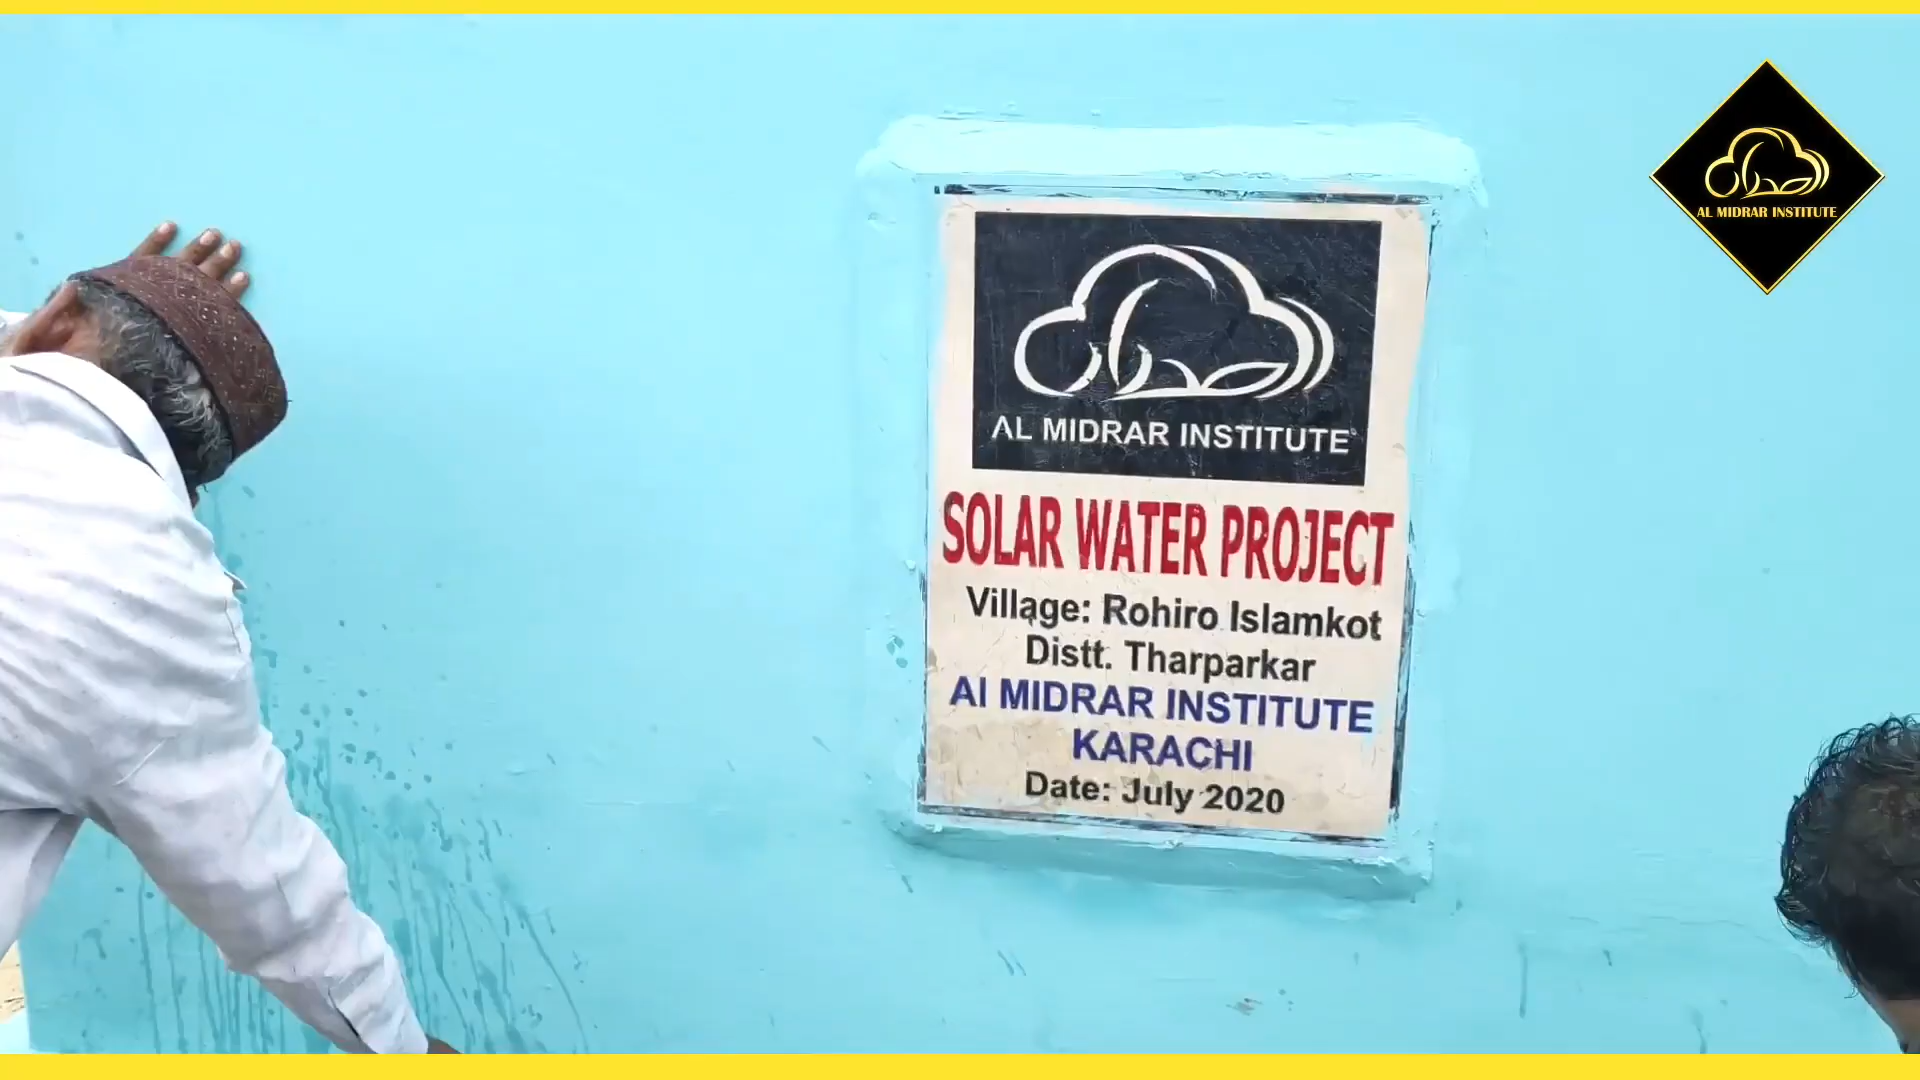 AL MIDRAR INSTITUTE
AL MIDRAR INSTITUTE
SOLAR WATER PROJECT
Village: Rohiro Islamkot
Distt. Tharparkar
Al MIDRAR INSTITUTE
KARACHI
Date: July 2020